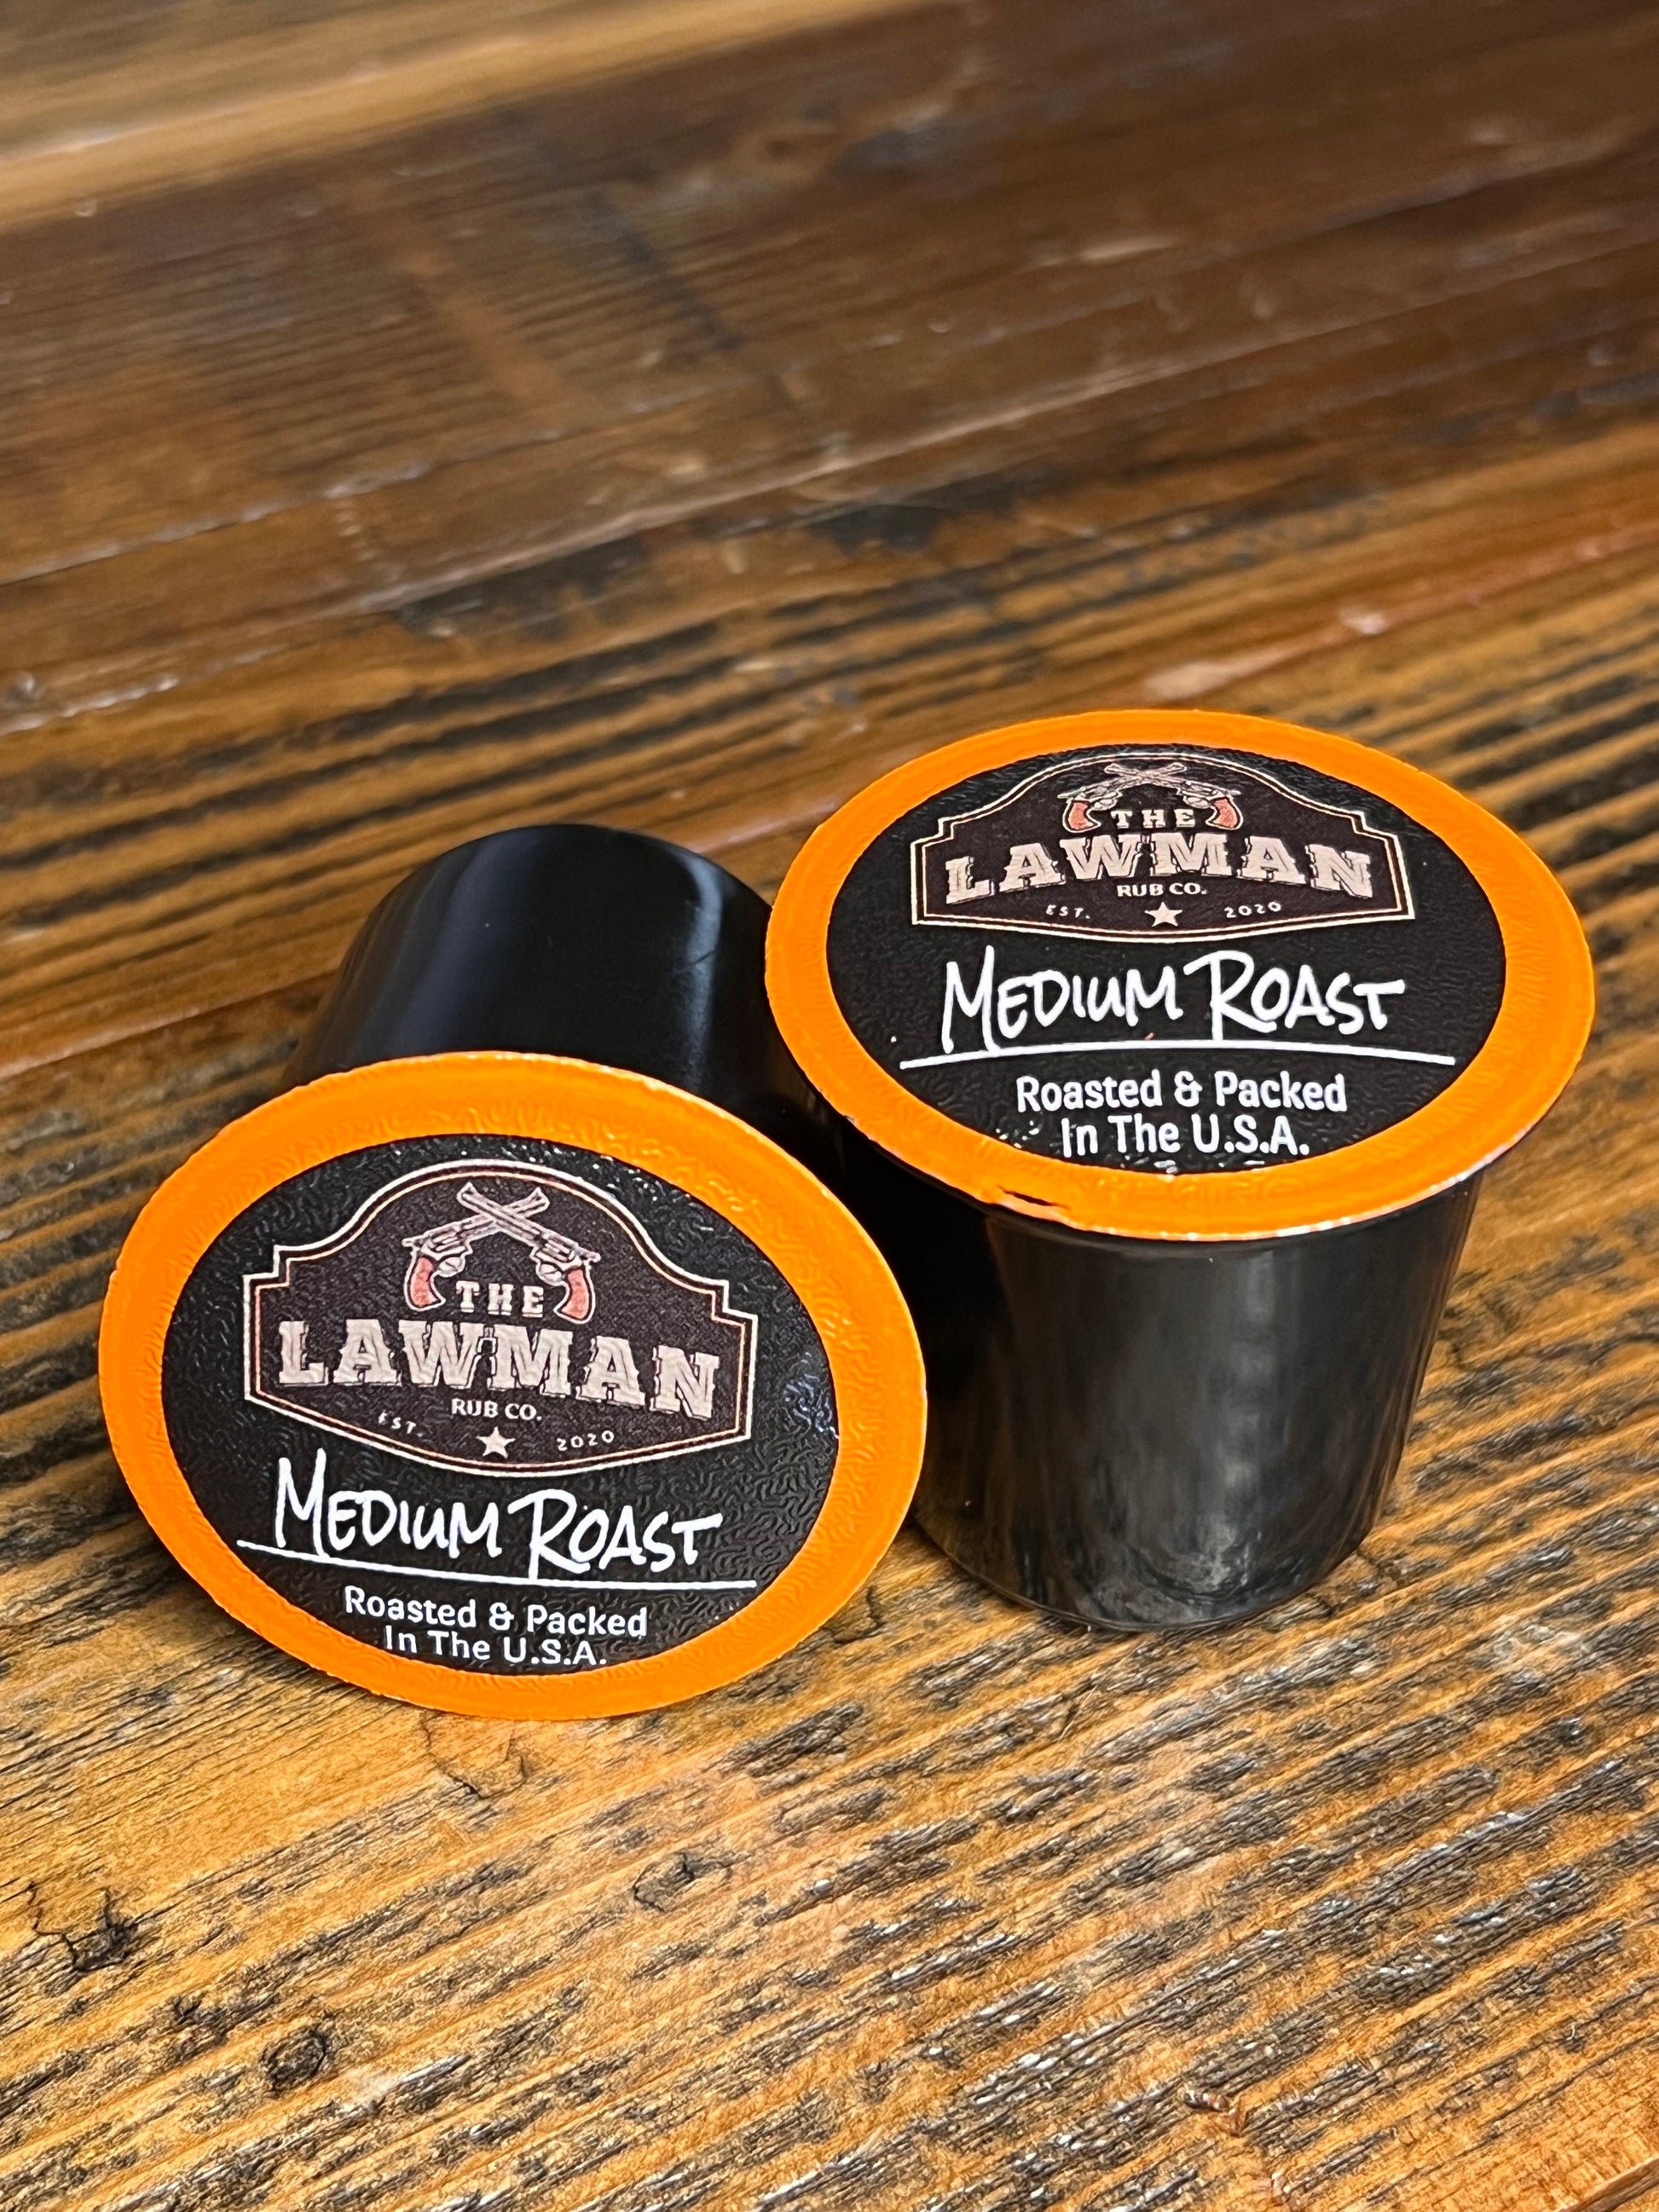 THE
LAWMAN
RUB CO.
EST. 2020
MEDIUM ROAST
Roasted & Packed
In The U.S.A.
THE
LAWMAN
RUB CO.
EST. 2020
MEDIUM ROAST
Roasted & Packed
In The U.S.A.